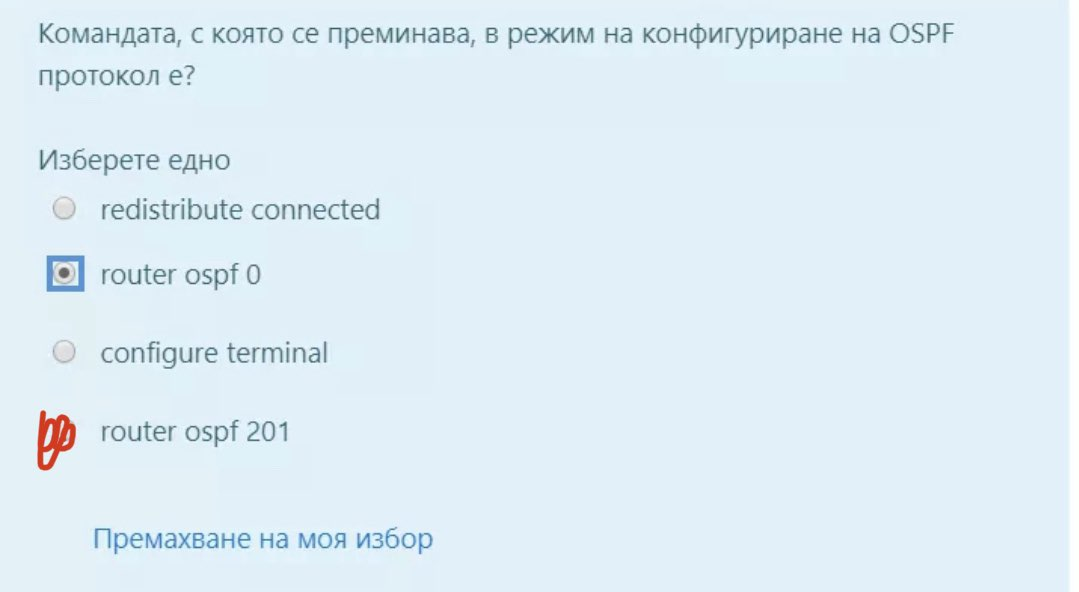 Командата, с която се преминава, в режим на конфигуриране на OSPF
протокол е?
Изберете едно
redistribute connected
router ospf 0
configure terminal
router ospf 201
Премахване на моя избор